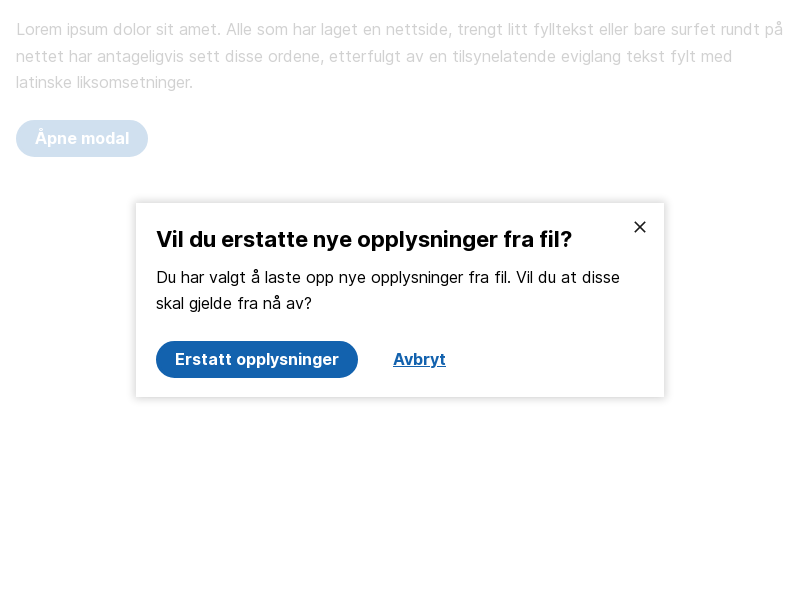 Lorem ipsum dolor sit amet. Alle som har laget en nettside, trengt litt fylltekst eller bare surfet rundt på
nettet har antageligvis sett disse ordene, etterfulgt av en tilsynelatende eviglang tekst fylt med
latinske liksomsetninger.
Åpne modal
Vil du erstatte nye opplysninger fra fil?
Du har valgt å laste opp nye opplysninger fra fil. Vil du at disse
skal gjelde fra nå av?
Erstatt opplysninger
Avbryt